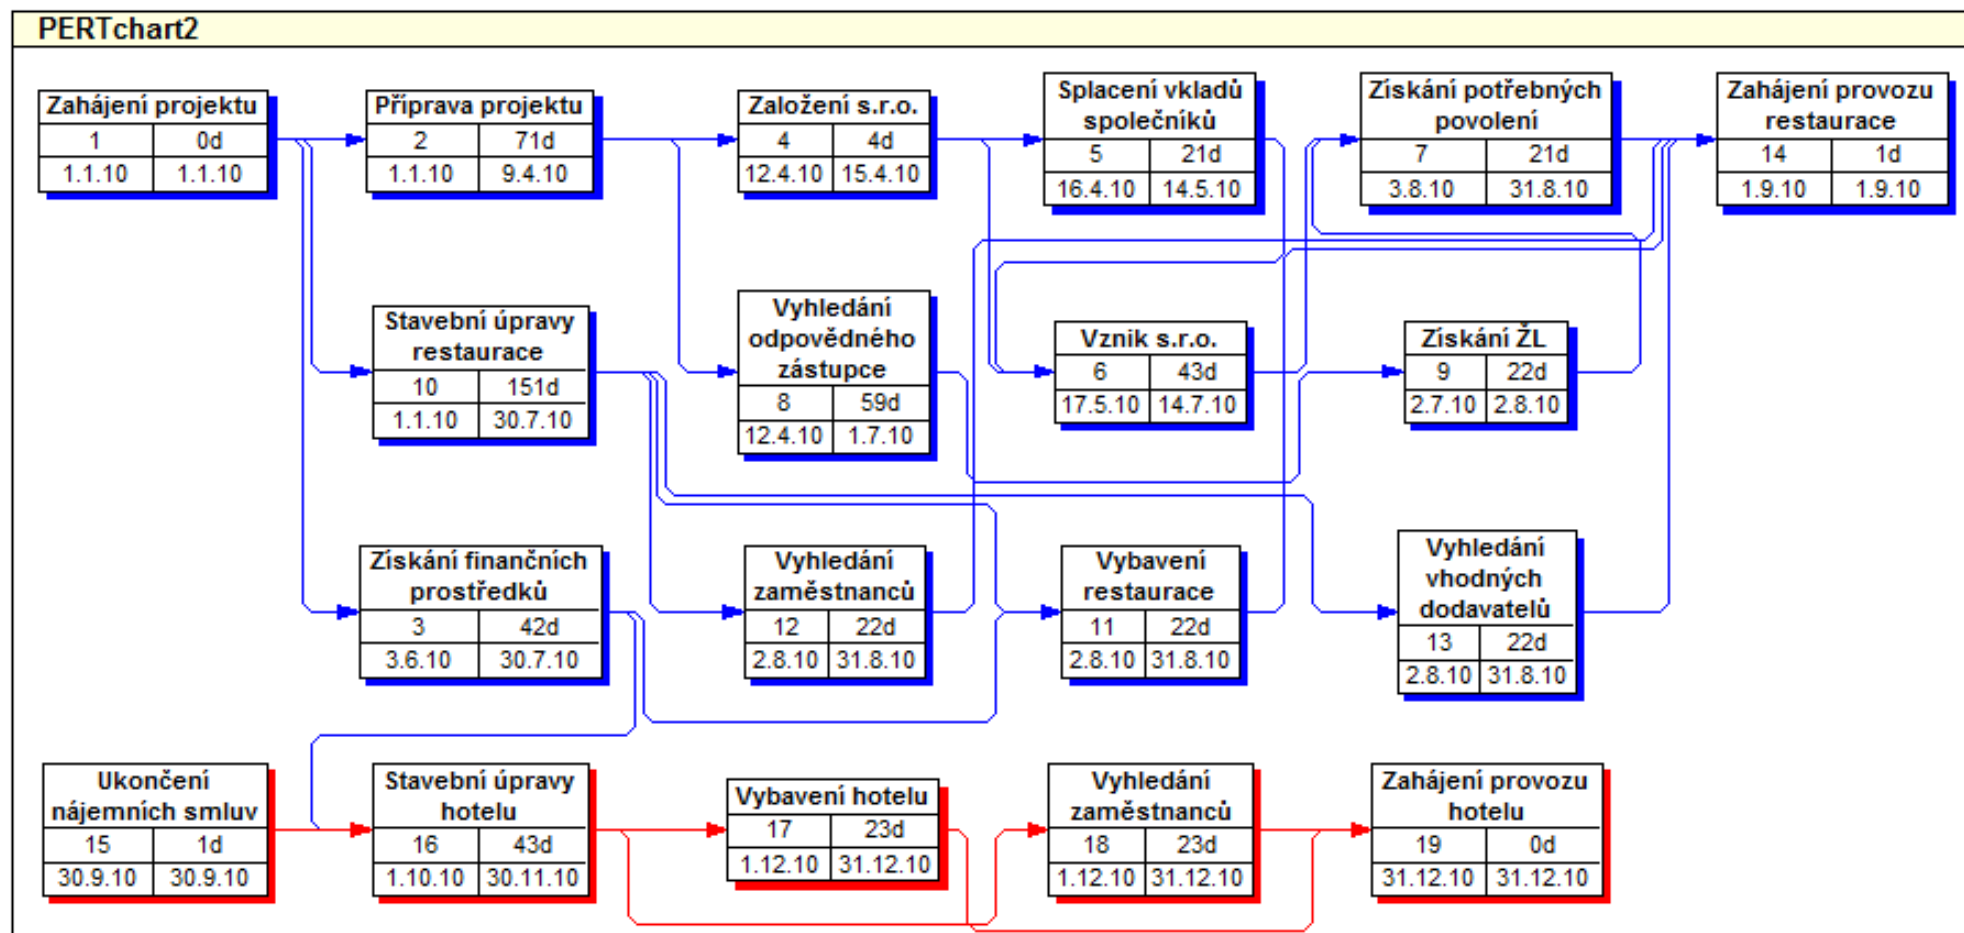 PERTchart2
Zahájení projektu
1 0d
1.1.10 1.1.10
Příprava projektu
2 71d
1.1.10 9.4.10
Založení s.r.o.
4 4d
12.4.10 15.4.10
Splacení vkladů
společníků
5 21d
16.4.10 14.5.10
Získání potřebných
povolení
7 21d
3.8.10 31.8.10
Zahájení provozu
restaurace
14 1d
1.9.10 1.9.10
Stavební úpravy
restaurace
10 151d
1.1.10 30.7.10
Vyhledání
odpovědného
zástupce
8 59d
12.4.10 1.7.10
Vznik s.r.o.
6 43d
17.5.10 14.7.10
Získání ŽL
9 22d
2.7.10 2.8.10
Získání finančních
prostředků
3 42d
3.6.10 30.7.10
Vyhledání
zaměstnanců
12 22d
2.8.10 31.8.10
Vybavení
restaurace
11 22d
2.8.10 31.8.10
Vyhledání
vhodných
dodavatelů
13 22d
2.8.10 31.8.10
Ukončení
nájemních smluv
15 1d
30.9.10 30.9.10
Stavební úpravy
hotelu
16 43d
1.10.10 30.11.10
Vybavení hotelu
17 23d
1.12.10 31.12.10
Vyhledání
zaměstnanců
18 23d
1.12.10 31.12.10
Zahájení provozu
hotelu
19 0d
31.12.10 31.12.10